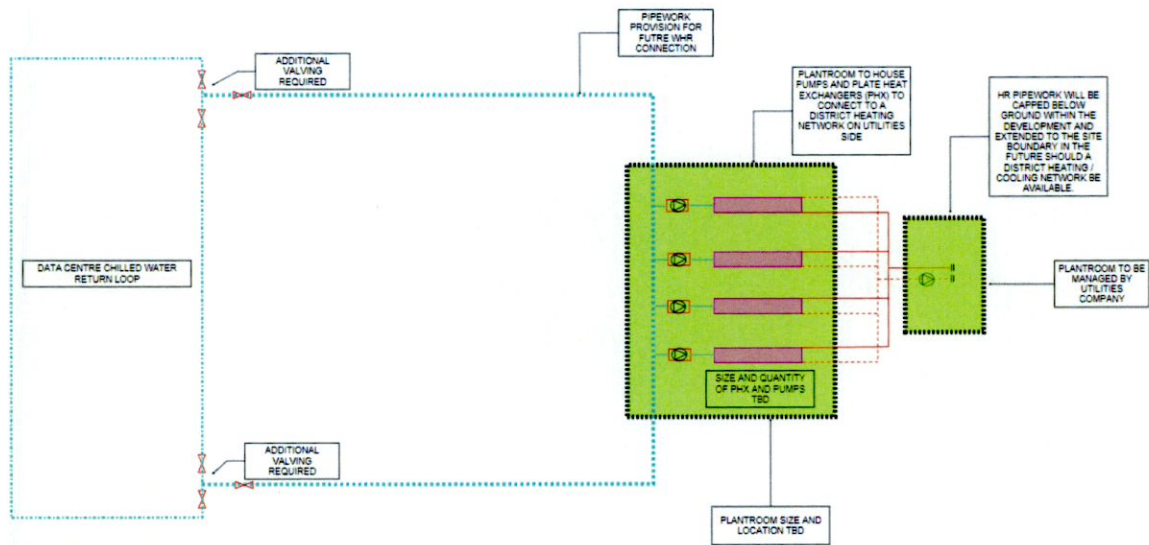 PIPEWORK
PROVISION FOR
FUTRE WHR
CONNECTION
ADDITIONAL
VALVING
REQUIRED
PLANTROOM TO HOUSE
PUMPS AND PLATE HEAT
EXCHANGERS (PHX) TO
CONNECT TO A
DISTRICT HEATING
NETWORK ON UTILITIES
SIDE
HR PIPEWORK WILL BE
CAPPED BELOW
GROUND WITHIN THE
DEVELOPMENT AND
EXTENDED TO THE SITE
BOUNDARY IN THE
FUTURE SHOULD A
DISTRICT HEATING /
COOLING NETWORK BE
AVAILABLE.
DATA CENTRE CHILLED WATER
RETURN LOOP
PLANTROOM TO BE
MANAGED BY
UTILITIES
COMPANY
SIZE AND QUANTITY
OF PHX AND PUMPS
TBD
ADDITIONAL
VALVING
REQUIRED
PLANTROOM SIZE AND
LOCATION TBD